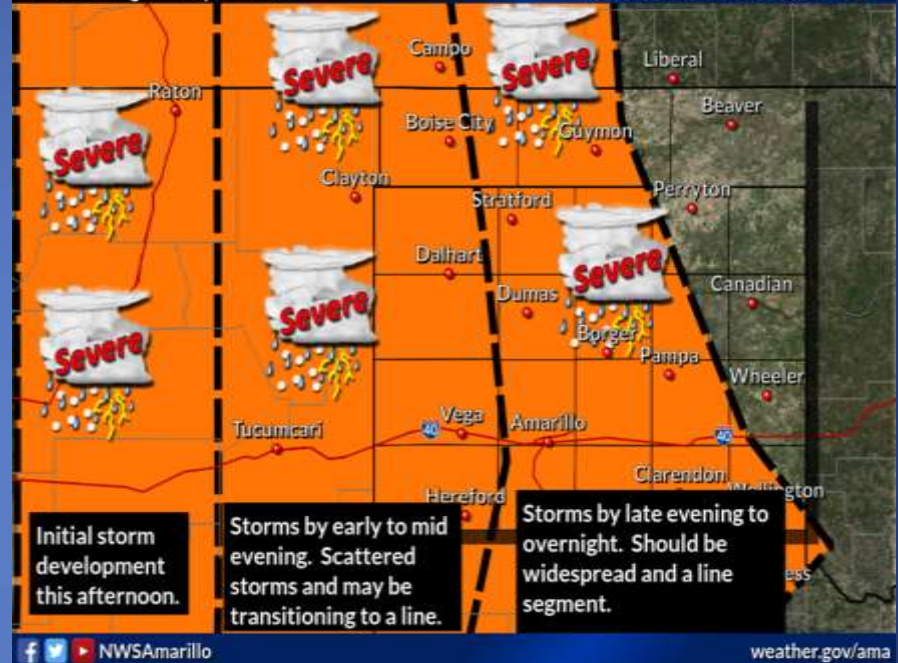 Campo
Liberal
Severe
Severe
Raton
Beaver
Boise City
Guymon
Severe
Clayton
Perryton
Stratford
Dalhart
Severe
Canadian
Dumas
Severe
Borger
Severe
Pampa
Wheeler
Vega
Amarillo
Tucumcari
40
40
Clarendon
Hereford
Initial storm
development
this afternoon.
Storms by early to mid
evening. Scattered
storms and may be
transitioning to a line.
Storms by late evening to
overnight. Should be
widespread and a line
segment.
NWSAmarillo
weather.gov/ama